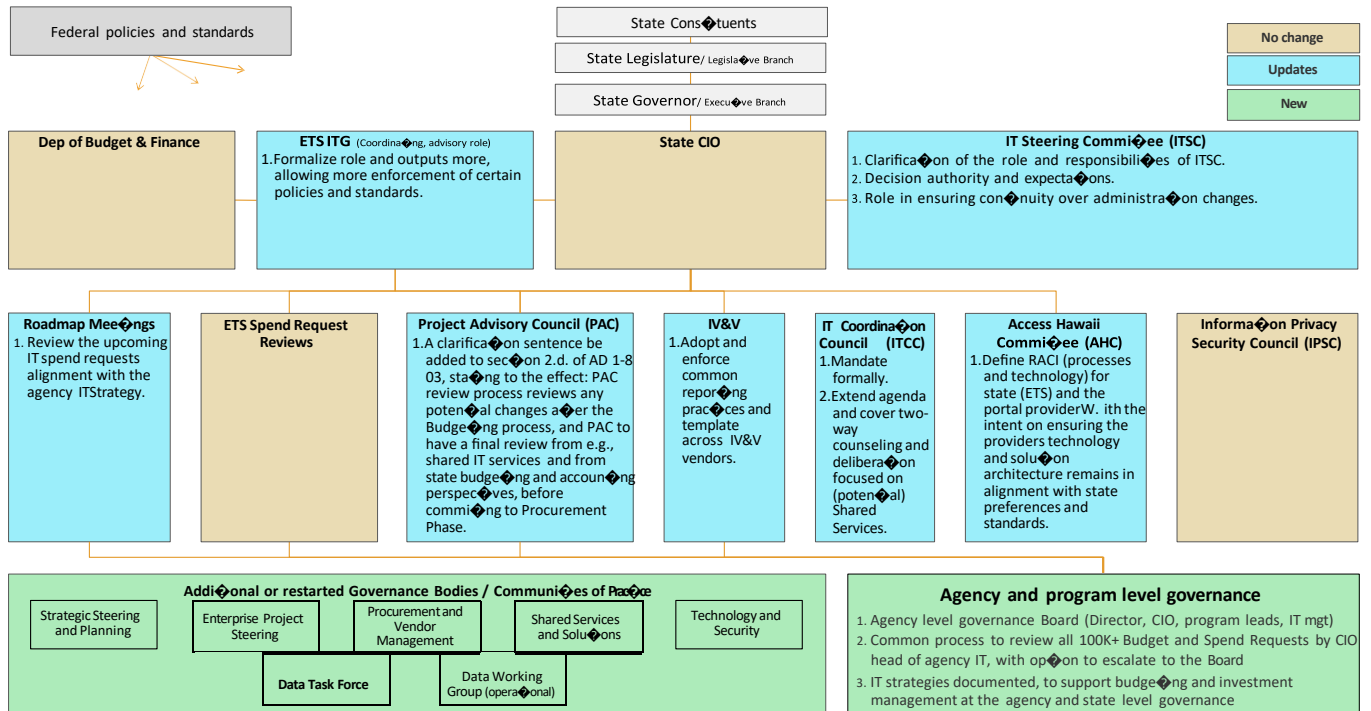 Federal policies and standards
State Cons�tuents
State Legislature/ Legisla�ve Branch
State Governor/ Execu�ve Branch
No change
Updates
New
Dep of Budget & Finance
ETS ITG (Coordina�ng, advisory role)
1. Formalize role and outputs more,
allowing more enforcement of certain
policies and standards.
State CIO
IT Steering Commi�ee (ITSC)
1. Clarifica�on of the role and responsibili�es of ITSC.
2. Decision authority and expecta�ons.
3. Role in ensuring con�nuity over administra�on changes.
Roadmap Mee�ngs
1. Review the upcoming
IT spend requests
alignment with the
agency ITStrategy.
ETS Spend Request
Reviews
Project Advisory Council (PAC)
1.A clarifica�on sentence be
added to sec�on 2.d. of AD 1-8
03, sta�ng to the effect: PAC
review process reviews any
poten�al changes a�er the
Budge�ng process, and PAC to
have a final review from e.g.,
shared IT services and from
state budge�ng and accoun�ng
perspec�ves, before
commi�ng to Procurement
Phase.
IV&V
1.Adopt and
enforce
common
repor�ng
prac�ces and
template
across IV&V
vendors.
IT Coordina�on
Council (ITCC)
1.Mandate
formally.
2.Extend agenda
and cover two-
way
counseling and
delibera�on
focused on
(poten�al)
Shared
Services.
Access Hawaii
Commi�ee (AHC)
1.Define RACI (processes
and technology) for
state (ETS) and the
portal providerW. ith the
intent on ensuring the
providers technology
and solu�on
architecture remains in
alignment with state
preferences and
standards.
Informa�on Privacy
Security Council (IPSC)
Addi�onal or restarted Governance Bodies / Communi�es of
Strategic Steering
and Planning
Enterprise Project
Steering
Procurement and
Vendor
Management
Shared Services
and Solu�ons
Technology and
Security
Data Task Force
Data Working
Group (opera�onal)
Agency and program level governance
1. Agency level governance Board (Director, CIO, program leads, IT mgt)
2. Common process to review all 100K+ Budget and Spend Requests by CIO
head of agency IT, with op�on to escalate to the Board
3. IT strategies documented, to support budge�ng and investment
management at the agency and state level governance